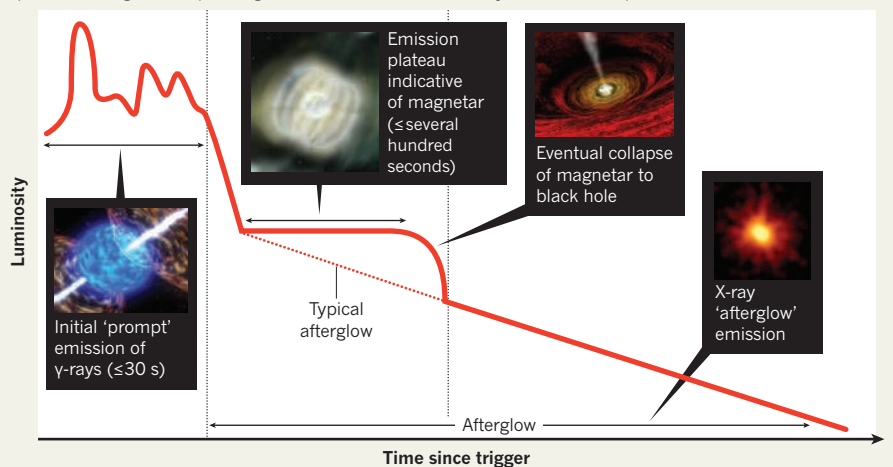 Emission
plateau
indicative
of magnetar
(≤several
hundred
seconds)
Eventual collapse
of magnetar to
black hole
Luminosity
Initial ‘prompt’
emission of
γ-rays (≤30 s)
Typical
afterglow
X-ray
‘afterglow’
emission
Afterglow
Time since trigger